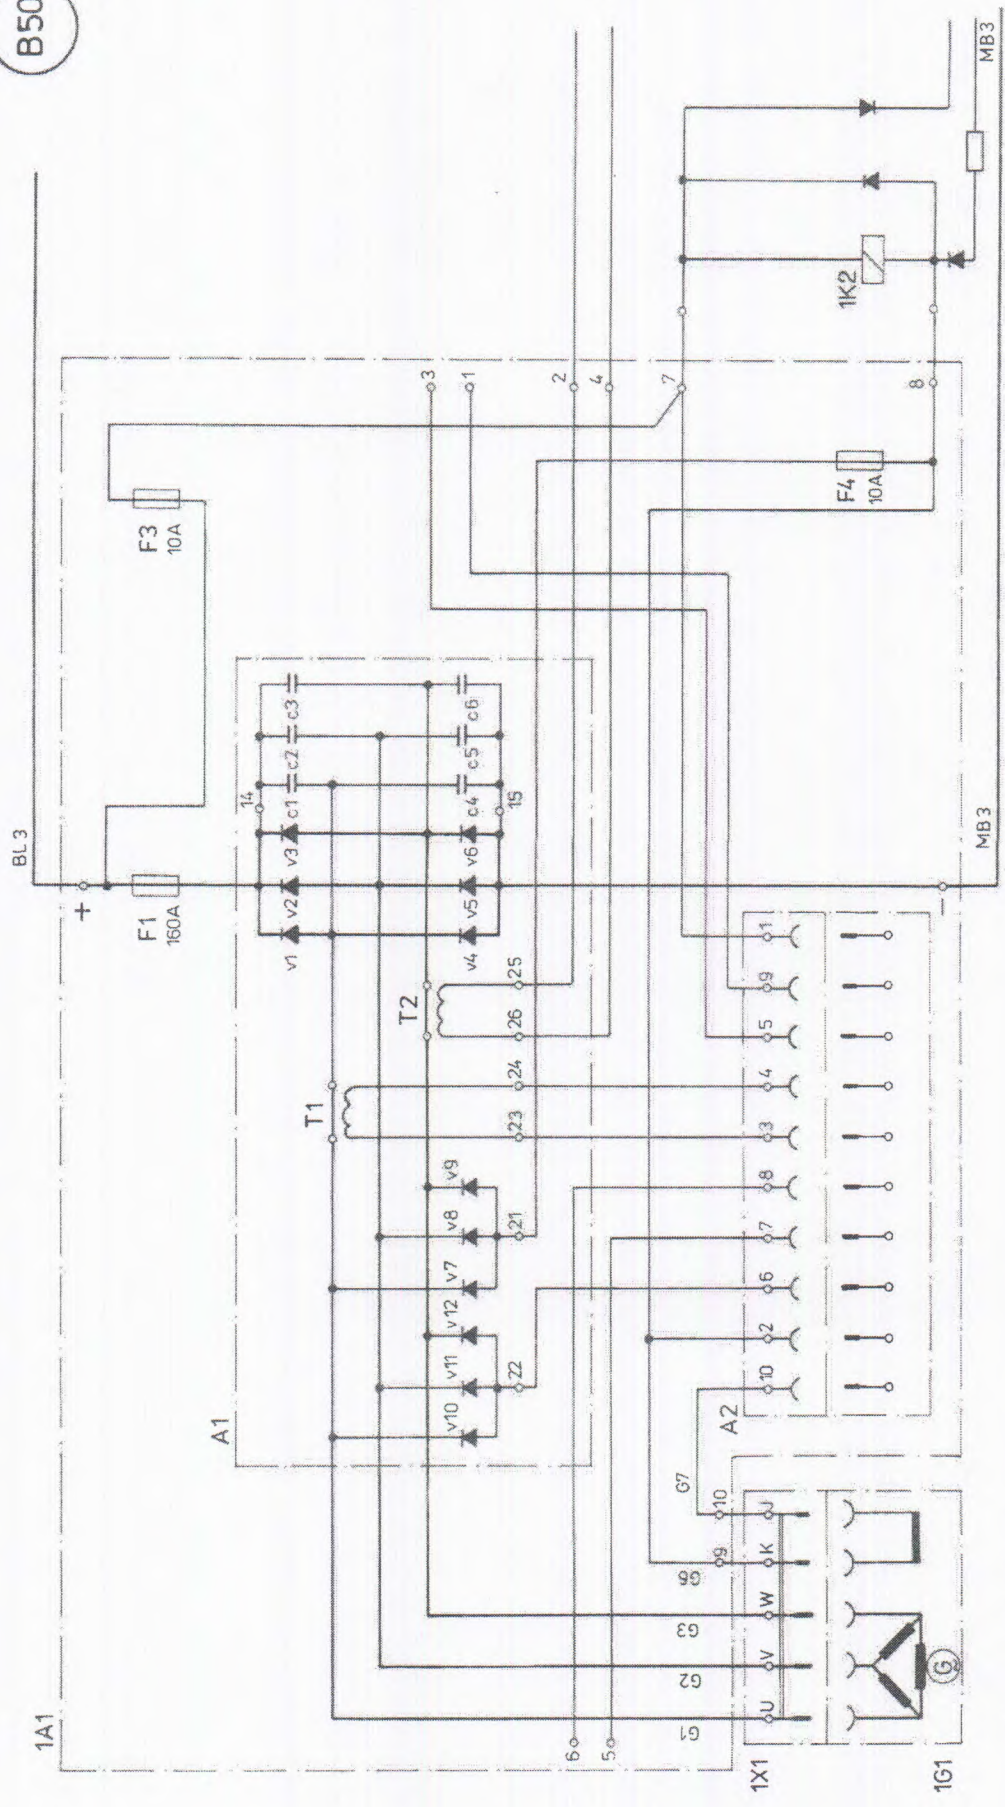 B50
1A1
BL 3
+
F1
160A
F3
10A
A1
14
v1
v2
v3
c1
c2
c3
T1
T2
v10
v11
v12
v7
v8
v9
v4
v5
v6
c4
c5
c6
15
22
21
23
24
26
25
3
1
2
4
7
8
6
5
F4
10A
1K2
MB3
MB3
G1
G2
G3
G6
G7
9
10
U
V
W
K
J
1X1
1G1
G
A2
10
2
6
7
8
3
4
5
9
1